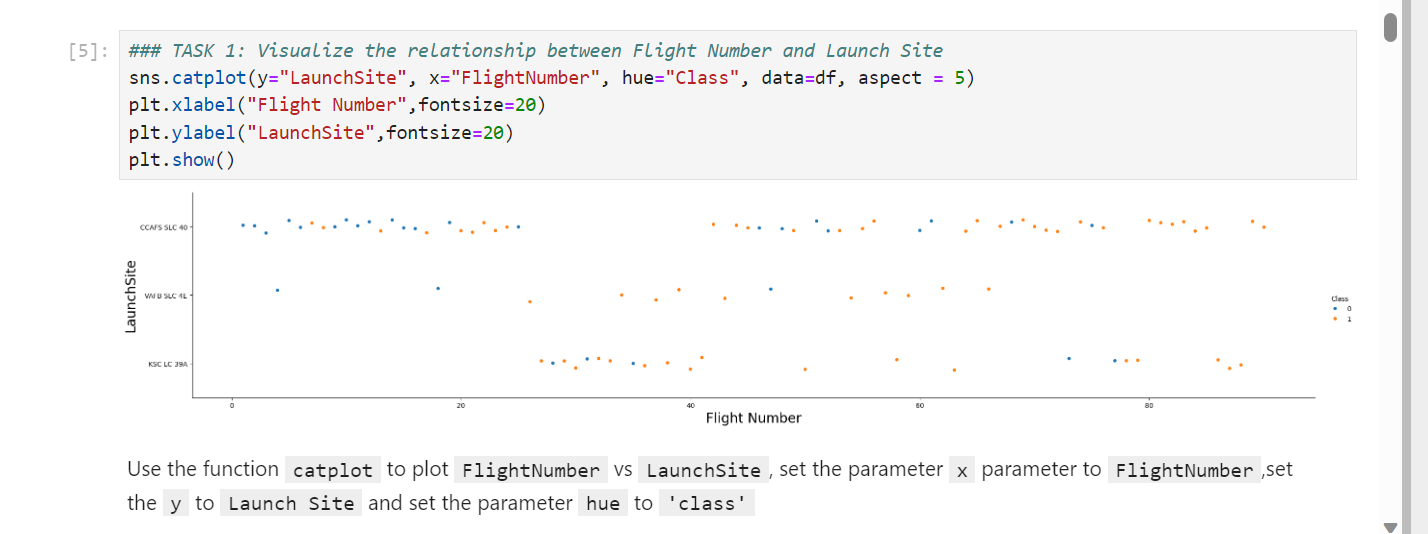 [5]: ### TASK 1: Visualize the relationship between Flight Number and Launch Site
sns.catplot(y="LaunchSite", x="FlightNumber", hue="Class", data=df, aspect = 5)
plt.xlabel("Flight Number",fontsize=20)
plt.ylabel("LaunchSite",fontsize=20)
plt.show()
LaunchSite
CCAFS SLC 40
VAFB SLC 4E
KSC LC 39A
Class
0
1
0 20 40 60 80
Flight Number
Use the function catplot to plot FlightNumber vs LaunchSite , set the parameter x parameter to FlightNumber ,set
the y to Launch Site and set the parameter hue to 'class'